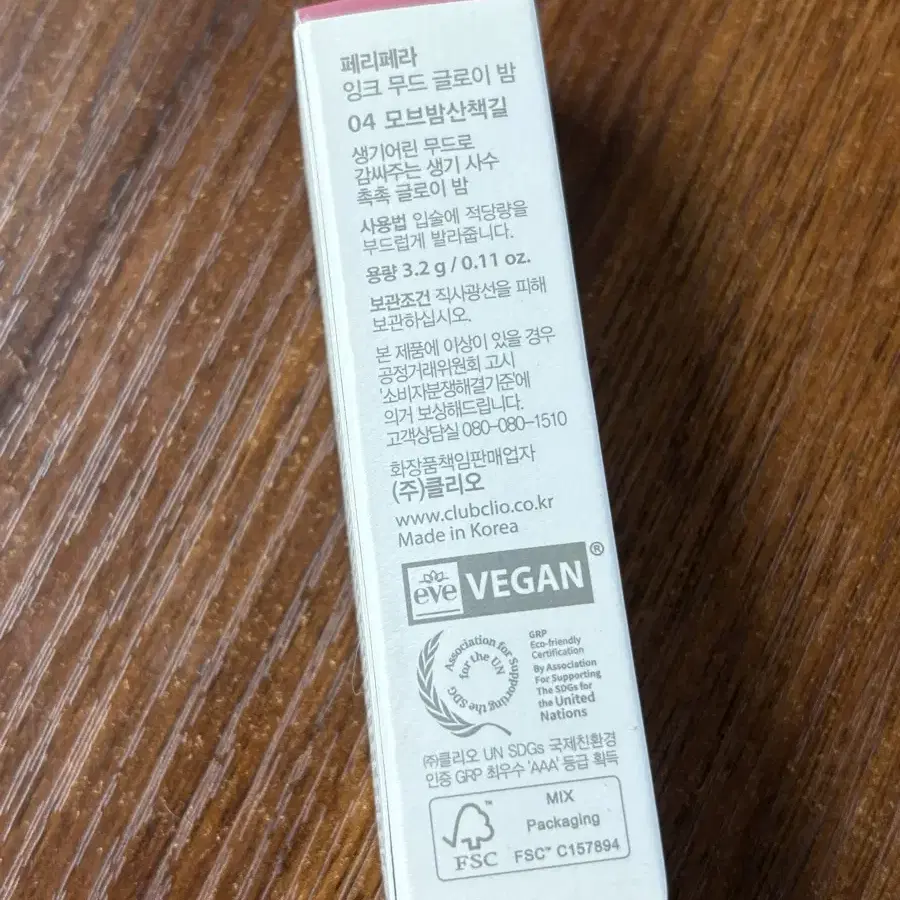 페리페라
잉크 무드 글로이 밤
04 모브밤산책길
생기어린 무드로
감싸주는 생기 사수
촉촉 글로이 밤
사용법 입술에 적당량을
부드럽게 발라줍니다.
용량 3.2 g / 0.11 oz.
보관조건 직사광선을 피해
보관하십시오.
본 제품에 이상이 있을 경우
공정거래위원회 고시
'소비자분쟁해결기준'에
의거 보상해드립니다.
고객상담실 080-080-1510
화장품책임판매업자
(주)클리오
www.clubclio.co.kr
Made in Korea
eve VEGAN®
Association for Supporting the SDGs
for the UN
GRP
Eco-friendly
Certification
By Association
For Supporting
The SDGs for
the United
Nations
㈜클리오 UN SDGs 국제친환경
인증 GRP 최우수 'AAA' 등급 획득
FSC™
MIX
Packaging
FSC™ C157894